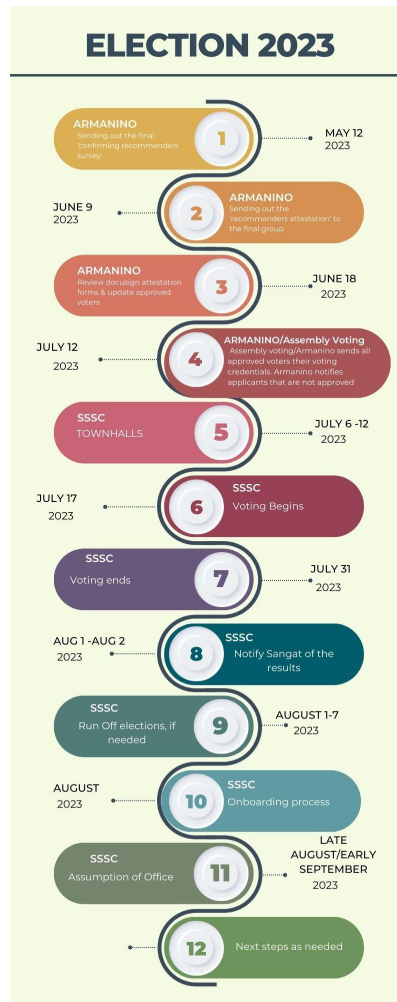 ELECTION 2023
ARMANINO
Sending out the final
'confirming recommenders
survey'
1
MAY 12
2023
JUNE 9
2023
2
ARMANINO
Sending out the
'recommenders attestation' to
the final group
ARMANINO
Review docusign attestation
forms & update approved
voters
3
JUNE 18
2023
JULY 12
2023
4
ARMANINO/Assembly Voting
Assembly voting/Armanino sends all
approved voters their voting
credentials. Armanino notifies
applicants that are not approved
SSSC
TOWNHALLS
5
JULY 6 -12
2023
JULY 17
2023
6
SSSC
Voting Begins
SSSC
Voting ends
7
JULY 31
2023
AUG 1 -AUG 2
2023
8
SSSC
Notify Sangat of the
results
SSSC
Run Off elections, if
needed
9
AUGUST 1-7
2023
AUGUST
2023
10
SSSC
Onboarding process
SSSC
Assumption of Office
11
LATE
AUGUST/EARLY
SEPTEMBER
2023
12
Next steps as needed